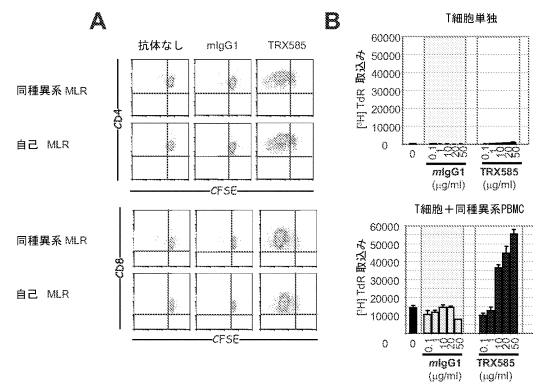 A
抗体なし mIgG1 TRX585
同種異系 MLR
CD4
自己 MLR
CFSE
同種異系 MLR
CD8
自己 MLR
CFSE
B
T細胞単独
[³H] TdR 取込み
60000
50000
40000
30000
20000
10000
0
0 0.1 1 10 20 50 0.1 1 10 20 50
mIgG1 TRX585
(μg/ml) (μg/ml)
T細胞+同種異系PBMC
[³H] TdR 取込み
60000
50000
40000
30000
20000
10000
0
0 0.1 1 10 20 50 0.1 1 10 20 50
mIgG1 TRX585
(μg/ml) (μg/ml)